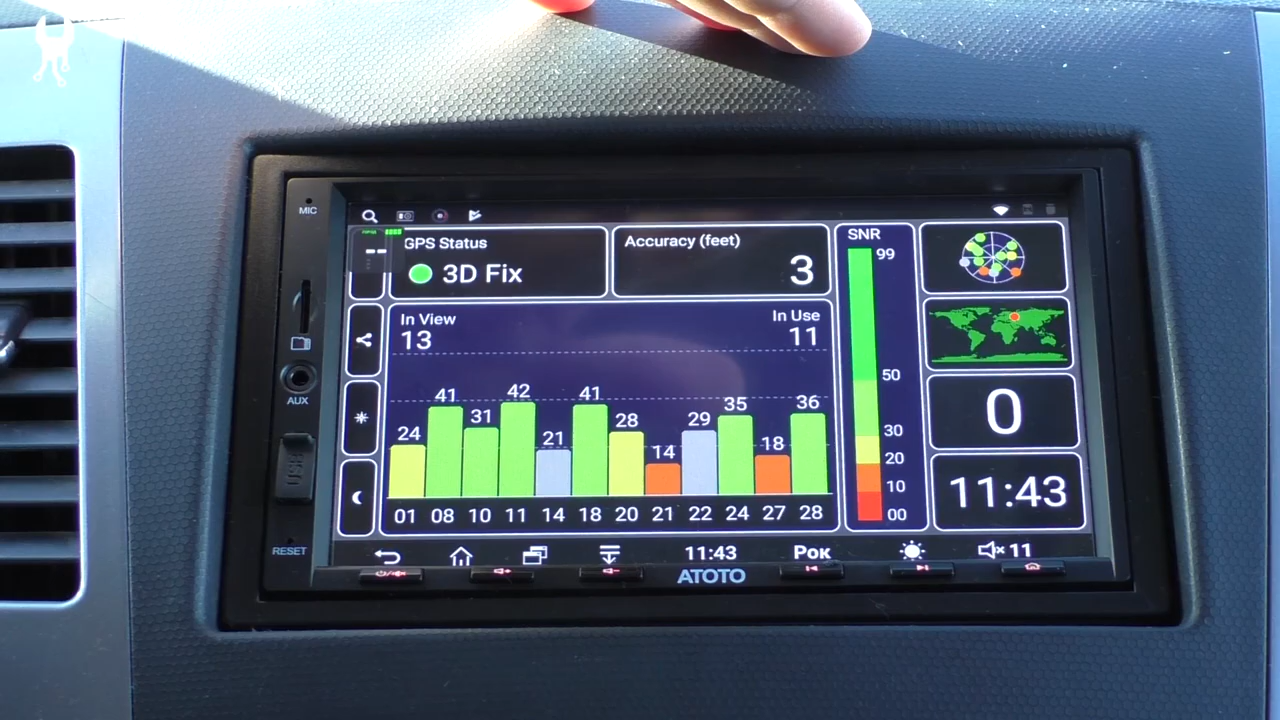 MIC
GPS Status
3D Fix
Accuracy (feet)
3
SNR
99
50
30
20
10
00
In View
13
In Use
11
24 41 31 42 21 41 28 14 29 35 18 36
01 08 10 11 14 18 20 21 22 24 27 28
0
11:43
11:43 Рок 11
AUX
USB
RESET
ATOTO